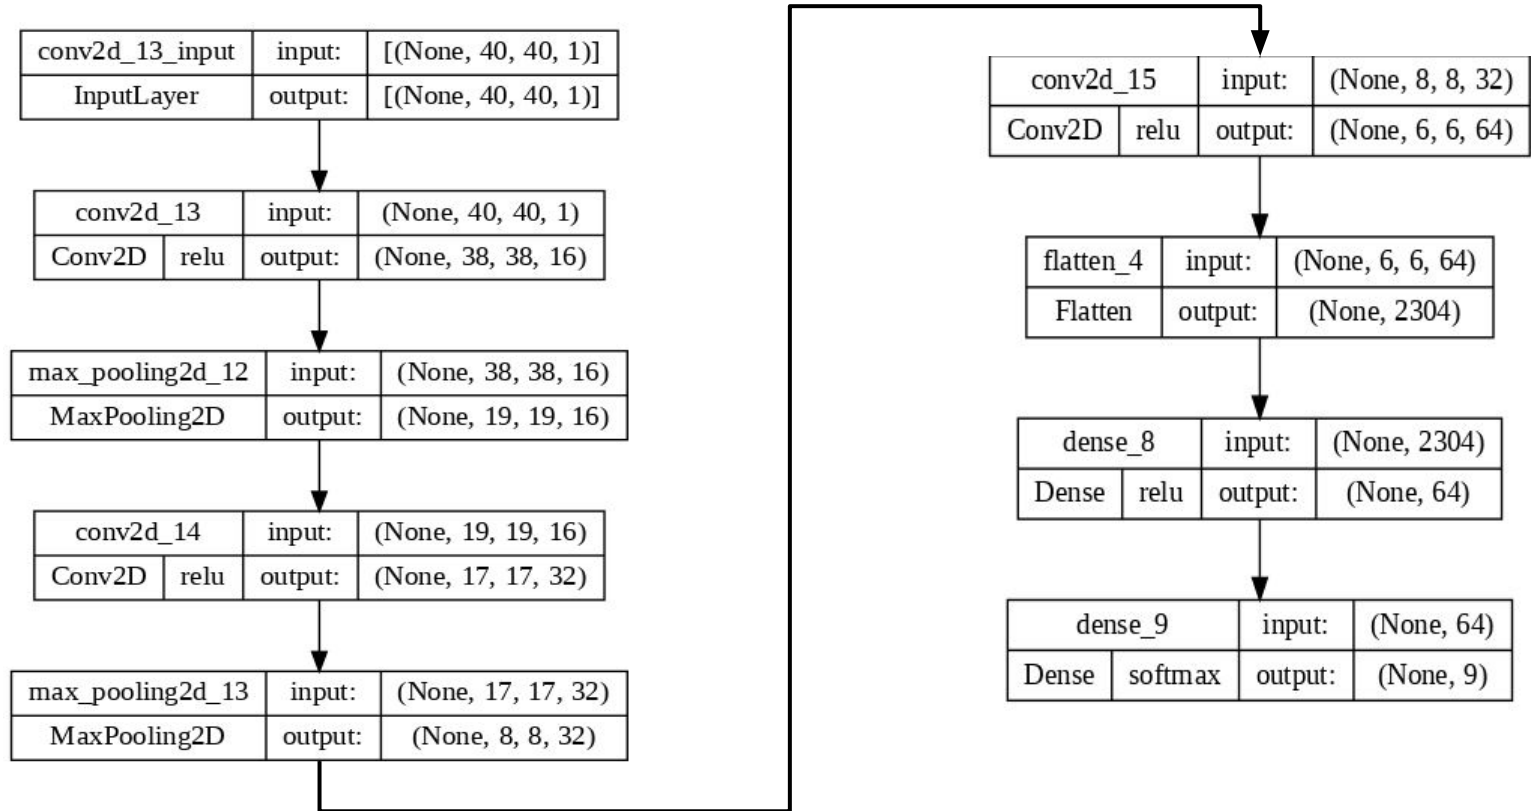 conv2d_13_input input: [(None, 40, 40, 1)]
InputLayer output: [(None, 40, 40, 1)]
conv2d_13 input: (None, 40, 40, 1)
Conv2D relu output: (None, 38, 38, 16)
max_pooling2d_12 input: (None, 38, 38, 16)
MaxPooling2D output: (None, 19, 19, 16)
conv2d_14 input: (None, 19, 19, 16)
Conv2D relu output: (None, 17, 17, 32)
max_pooling2d_13 input: (None, 17, 17, 32)
MaxPooling2D output: (None, 8, 8, 32)
conv2d_15 input: (None, 8, 8, 32)
Conv2D relu output: (None, 6, 6, 64)
flatten_4 input: (None, 6, 6, 64)
Flatten output: (None, 2304)
dense_8 input: (None, 2304)
Dense relu output: (None, 64)
dense_9 input: (None, 64)
Dense softmax output: (None, 9)